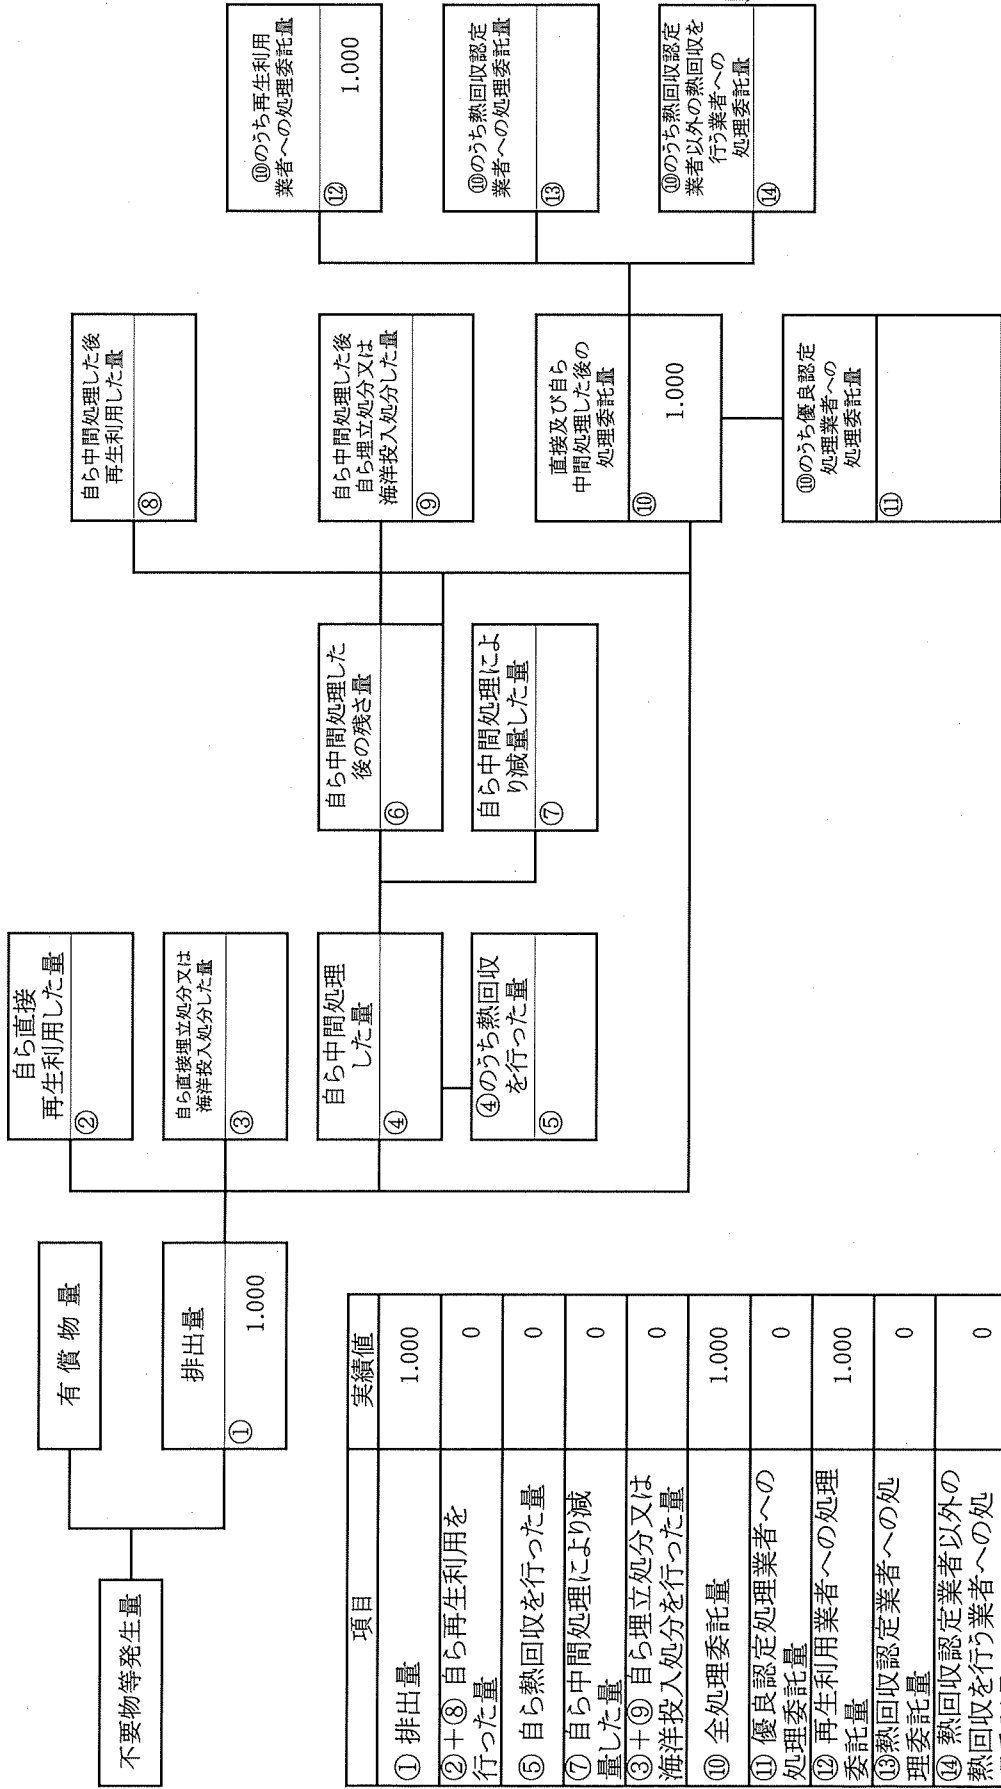 不要物等発生量
有償物量
排出量
①
1.000
自ら直接
再生利用した量
②
自ら直接埋立処分又は
海洋投入処分した量
③
自ら中間処理
した量
④
④のうち熱回収
を行った量
⑤
自ら中間処理した
後の残さ量
⑥
自ら中間処理によ
り減量した量
⑦
自ら中間処理した後
再生利用した量
⑧
自ら中間処理した後
自ら埋立処分又は
海洋投入処分した量
⑨
直接及び自ら
中間処理した後の
処理委託量
⑩
1.000
⑩のうち優良認定
処理業者への
処理委託量
⑪
⑩のうち再生利用
業者への処理委託量
⑫
1.000
⑩のうち熱回収認定
業者への処理委託量
⑬
⑩のうち熱回収認定
業者以外の熱回収を
行う業者への
処理委託量
⑭
項目 実績値
① 排出量 1.000
②+⑧ 自ら再生利用を
行った量 0
⑤ 自ら熱回収を行った量 0
⑦ 自ら中間処理により減
量した量 0
③+⑨ 自ら埋立処分又は
海洋投入処分を行った量 0
⑩ 全処理委託量 1.000
⑪ 優良認定処理業者への
処理委託量 0
⑫ 再生利用業者への処理
委託量 1.000
⑬熱回収認定業者への処
理委託量 0
⑭ 熱回収認定業者以外の
熱回収を行う業者への処 0